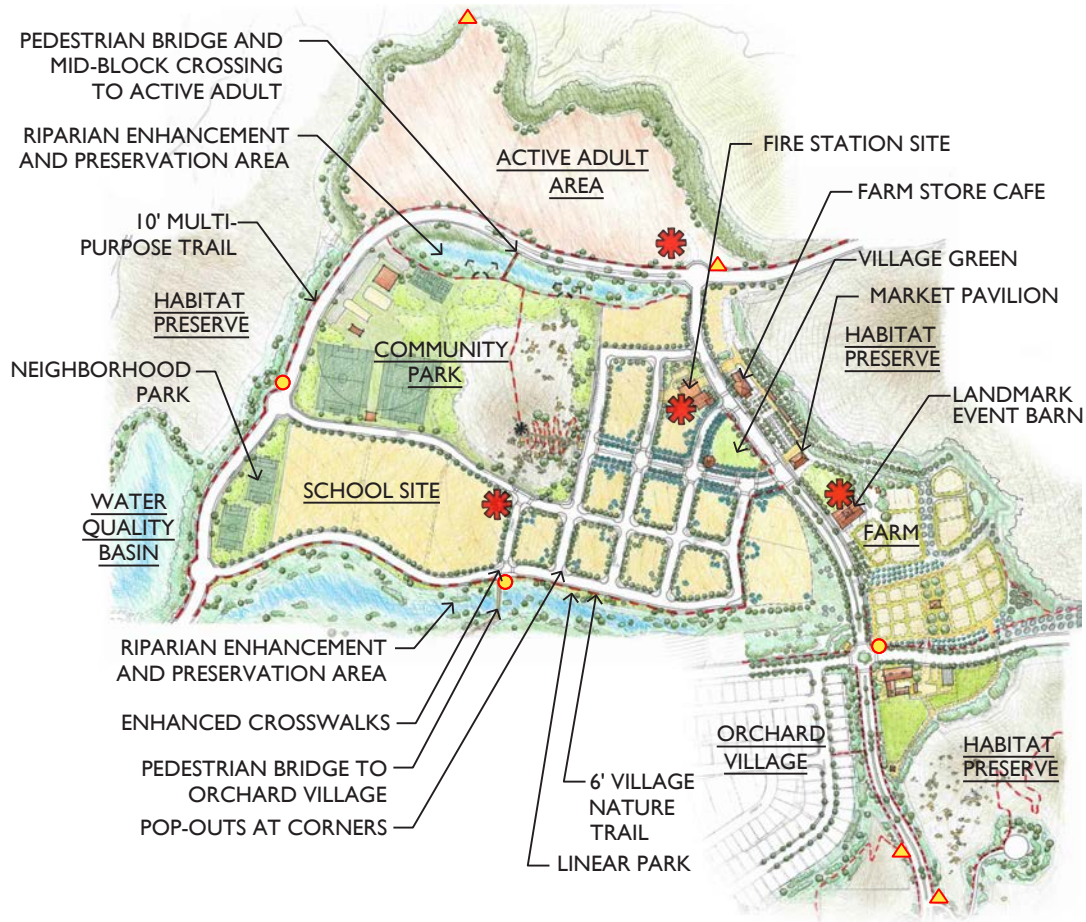 PEDESTRIAN BRIDGE AND
MID-BLOCK CROSSING
TO ACTIVE ADULT
RIPARIAN ENHANCEMENT
AND PRESERVATION AREA
ACTIVE ADULT
AREA
FIRE STATION SITE
FARM STORE CAFE
10' MULTI-
PURPOSE TRAIL
VILLAGE GREEN
MARKET PAVILION
HABITAT
PRESERVE
HABITAT
PRESERVE
COMMUNITY
PARK
NEIGHBORHOOD
PARK
LANDMARK
EVENT BARN
SCHOOL SITE
WATER
QUALITY
BASIN
FARM
RIPARIAN ENHANCEMENT
AND PRESERVATION AREA
ENHANCED CROSSWALKS
PEDESTRIAN BRIDGE TO
ORCHARD VILLAGE
POP-OUTS AT CORNERS
6' VILLAGE
NATURE
TRAIL
LINEAR PARK
ORCHARD
VILLAGE
HABITAT
PRESERVE